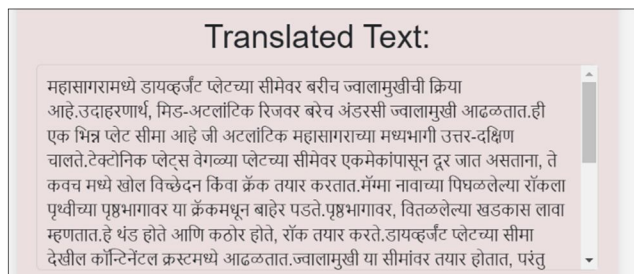 Translated Text:
महासागरामध्ये डायव्हर्जंट प्लेटच्या सीमेवर बरीच ज्वालामुखीची क्रिया
आहे.उदाहरणार्थ, मिड-अटलांटिक रिजवर बरेच अंडरसी ज्वालामुखी आढळतात.ही
एक भिन्न प्लेट सीमा आहे जी अटलांटिक महासागराच्या मध्यभागी उत्तर-दक्षिण
चालते.टेक्टोनिक प्लेट्स वेगळ्या प्लेटच्या सीमेवर एकमेकांपासून दूर जात असताना, ते
कवच मध्ये खोल विच्छेदन किंवा क्रॅक तयार करतात.मॅग्मा नावाच्या पिघळलेल्या रॉकला
पृथ्वीच्या पृष्ठभागावर या क्रॅकमधून बाहेर पडते.पृष्ठभागावर, वितळलेल्या खडकास लावा
म्हणतात.हे थंड होते आणि कठोर होते, रॉक तयार करते.डायव्हर्जंट प्लेटच्या सीमा
देखील कॉन्टिनेंटल क्रस्टमध्ये आढळतात.ज्वालामुखी या सीमांवर तयार होतात, परंतु